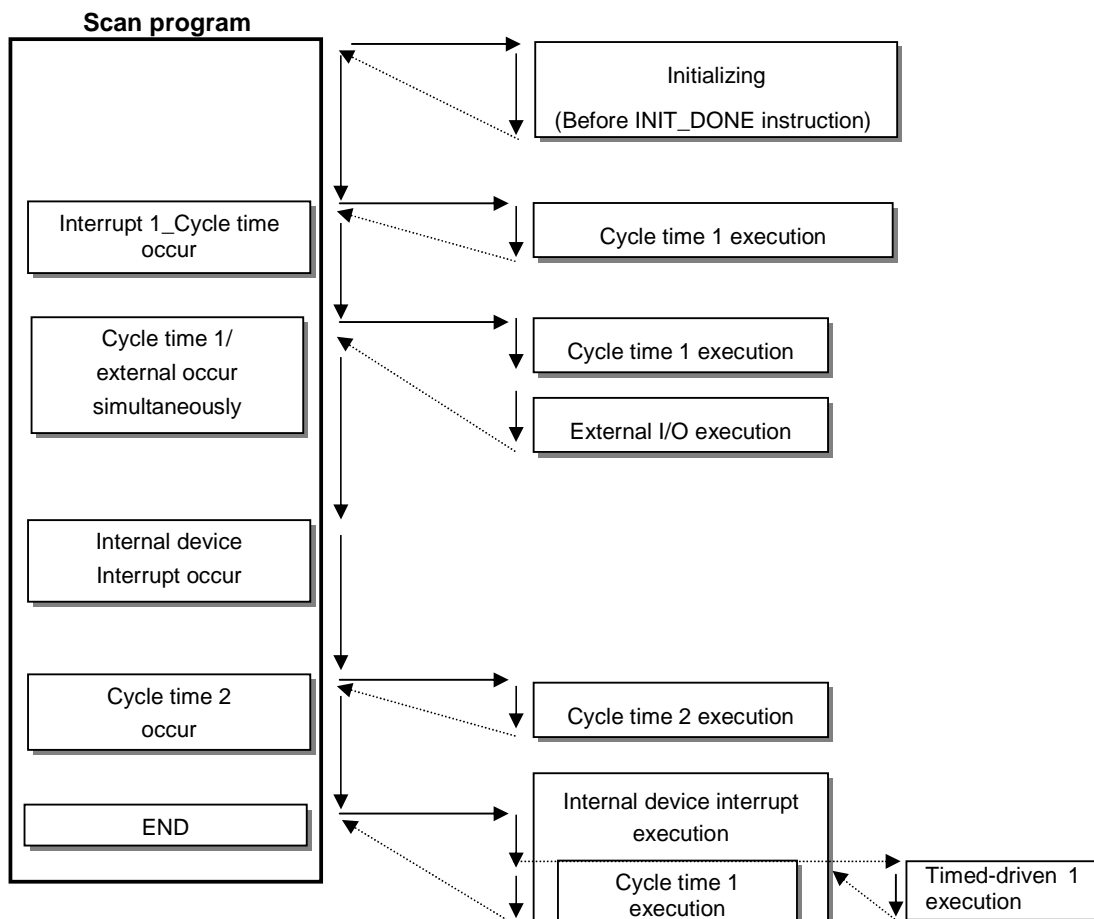 Scan program
Initializing
(Before INIT_DONE instruction)
Interrupt 1_Cycle time
occur
Cycle time 1 execution
Cycle time 1/
external occur
simultaneously
Cycle time 1 execution
External I/O execution
Internal device
Interrupt occur
Cycle time 2
occur
Cycle time 2 execution
END
Internal device interrupt
execution
Cycle time 1
execution
Timed-driven 1
execution